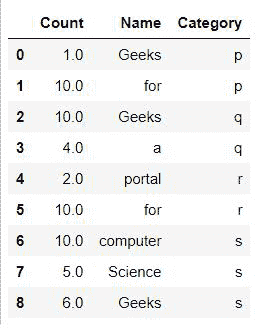 Count Name Category
0 1.0 Geeks p
1 10.0 for p
2 10.0 Geeks q
3 4.0 a q
4 2.0 portal r
5 10.0 for r
6 10.0 computer s
7 5.0 Science s
8 6.0 Geeks s